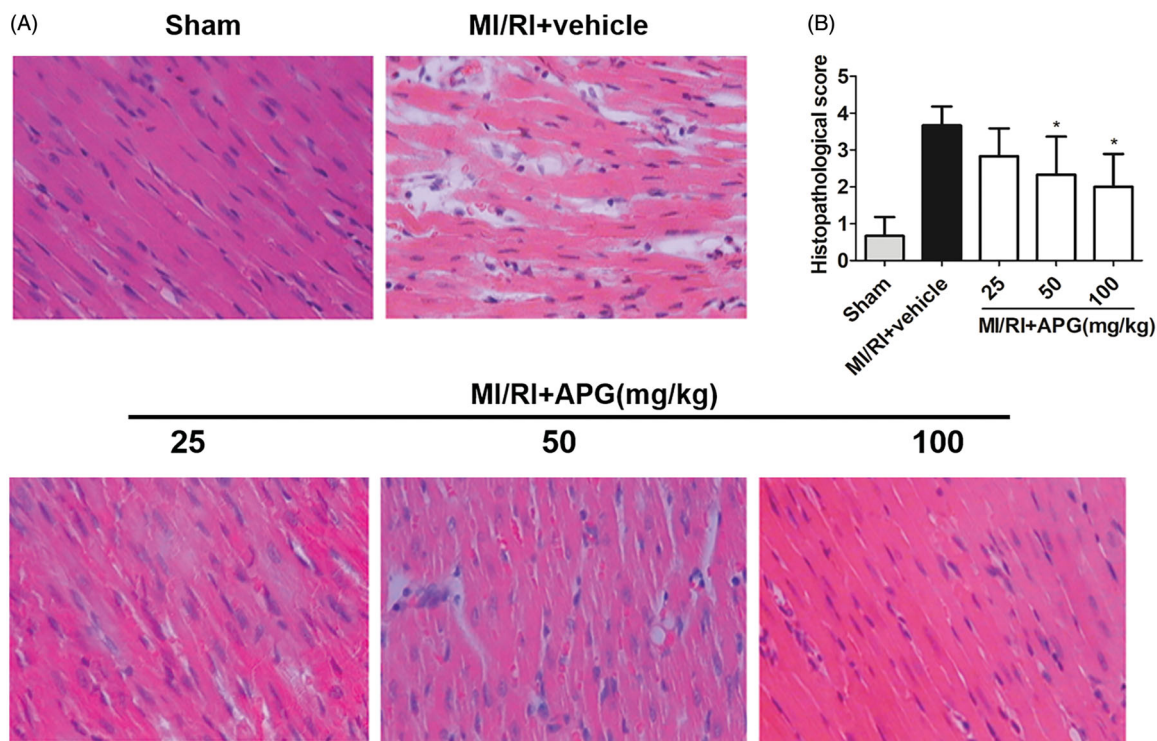 (A)
Sham
MI/RI+vehicle
(B)
Histopathological score
5
4
3
2
1
0
*
*
Sham
MI/RI+vehicle
25
50
100
MI/RI+APG(mg/kg)
MI/RI+APG(mg/kg)
25
50
100